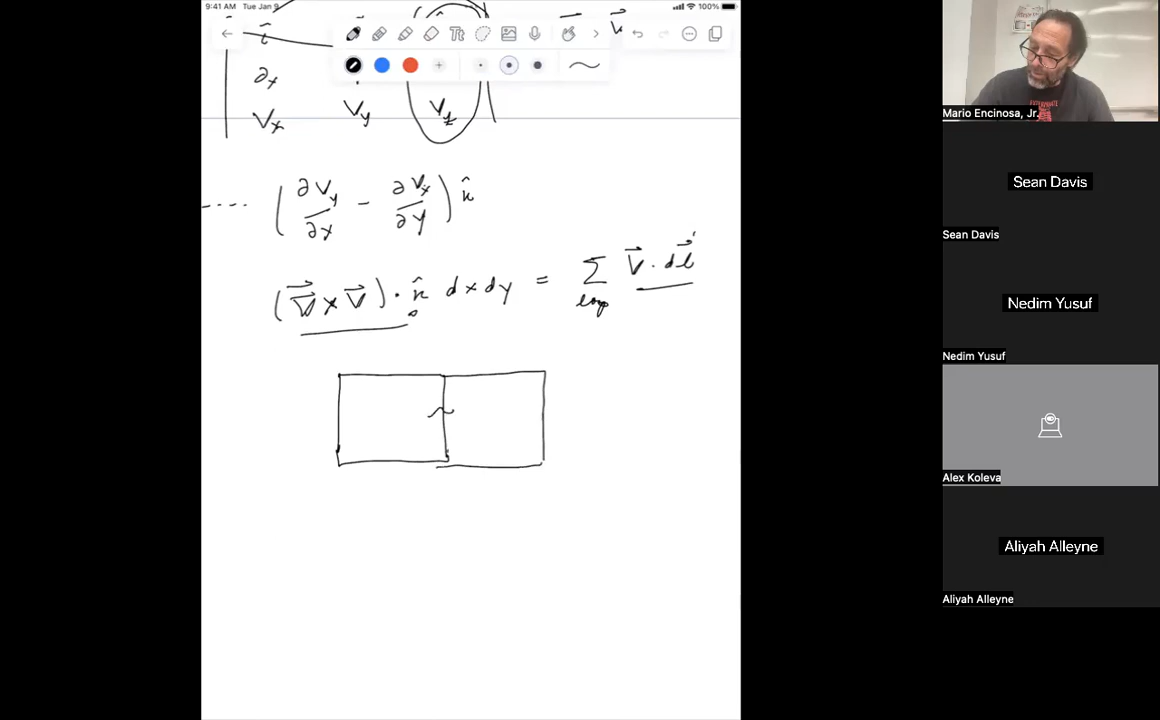 9:41 AM Tue Jan 9
100%
∂x
Vx Vy Vz
.... (∂Vy/∂x - ∂Vx/∂y) k̂
(∇⃗ × V⃗) · k̂ dx dy = Σ V⃗ · dl⃗
loop
Mario Encinosa, Jr.
Sean Davis
Sean Davis
Nedim Yusuf
Nedim Yusuf
Alex Koleva
Aliyah Alleyne
Aliyah Alleyne